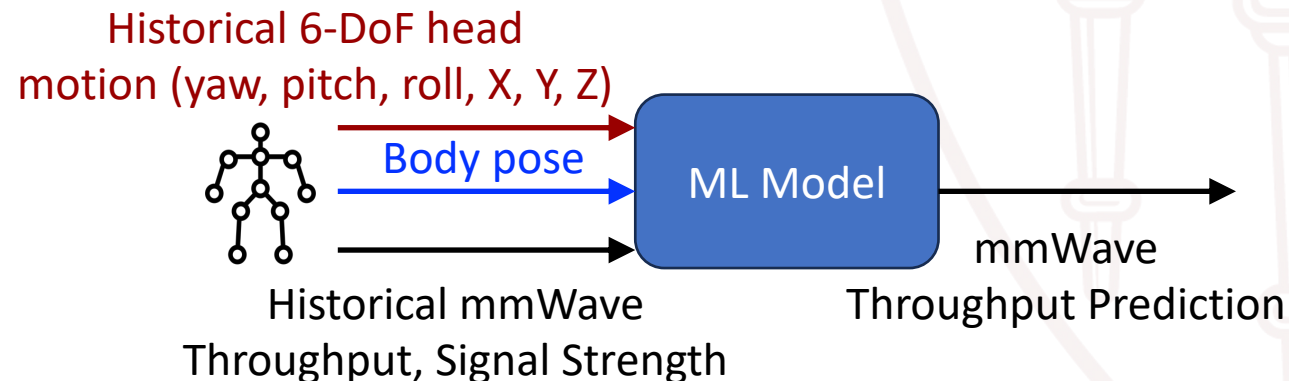 Historical 6-DoF head
motion (yaw, pitch, roll, X, Y, Z)
Body pose
ML Model
Historical mmWave
Throughput, Signal Strength
mmWave
Throughput Prediction